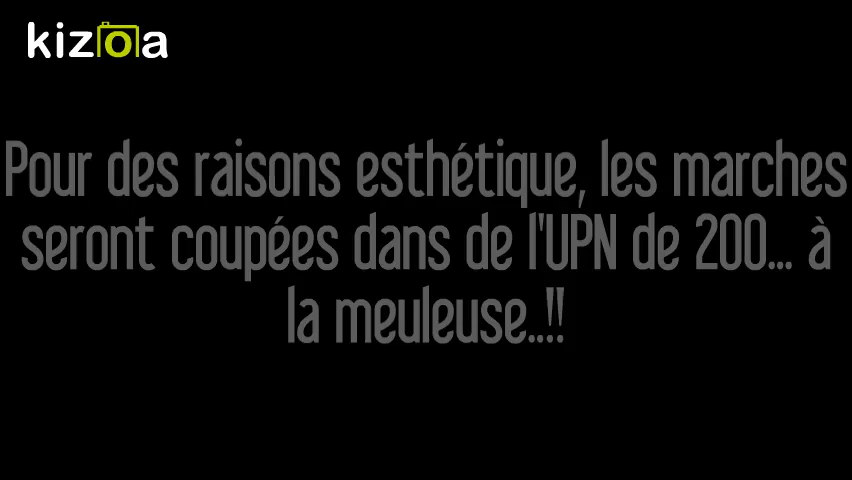 kizoa
Pour des raisons esthétique, les marches
seront coupées dans de l'UPN de 200... à
la meuleuse..!!